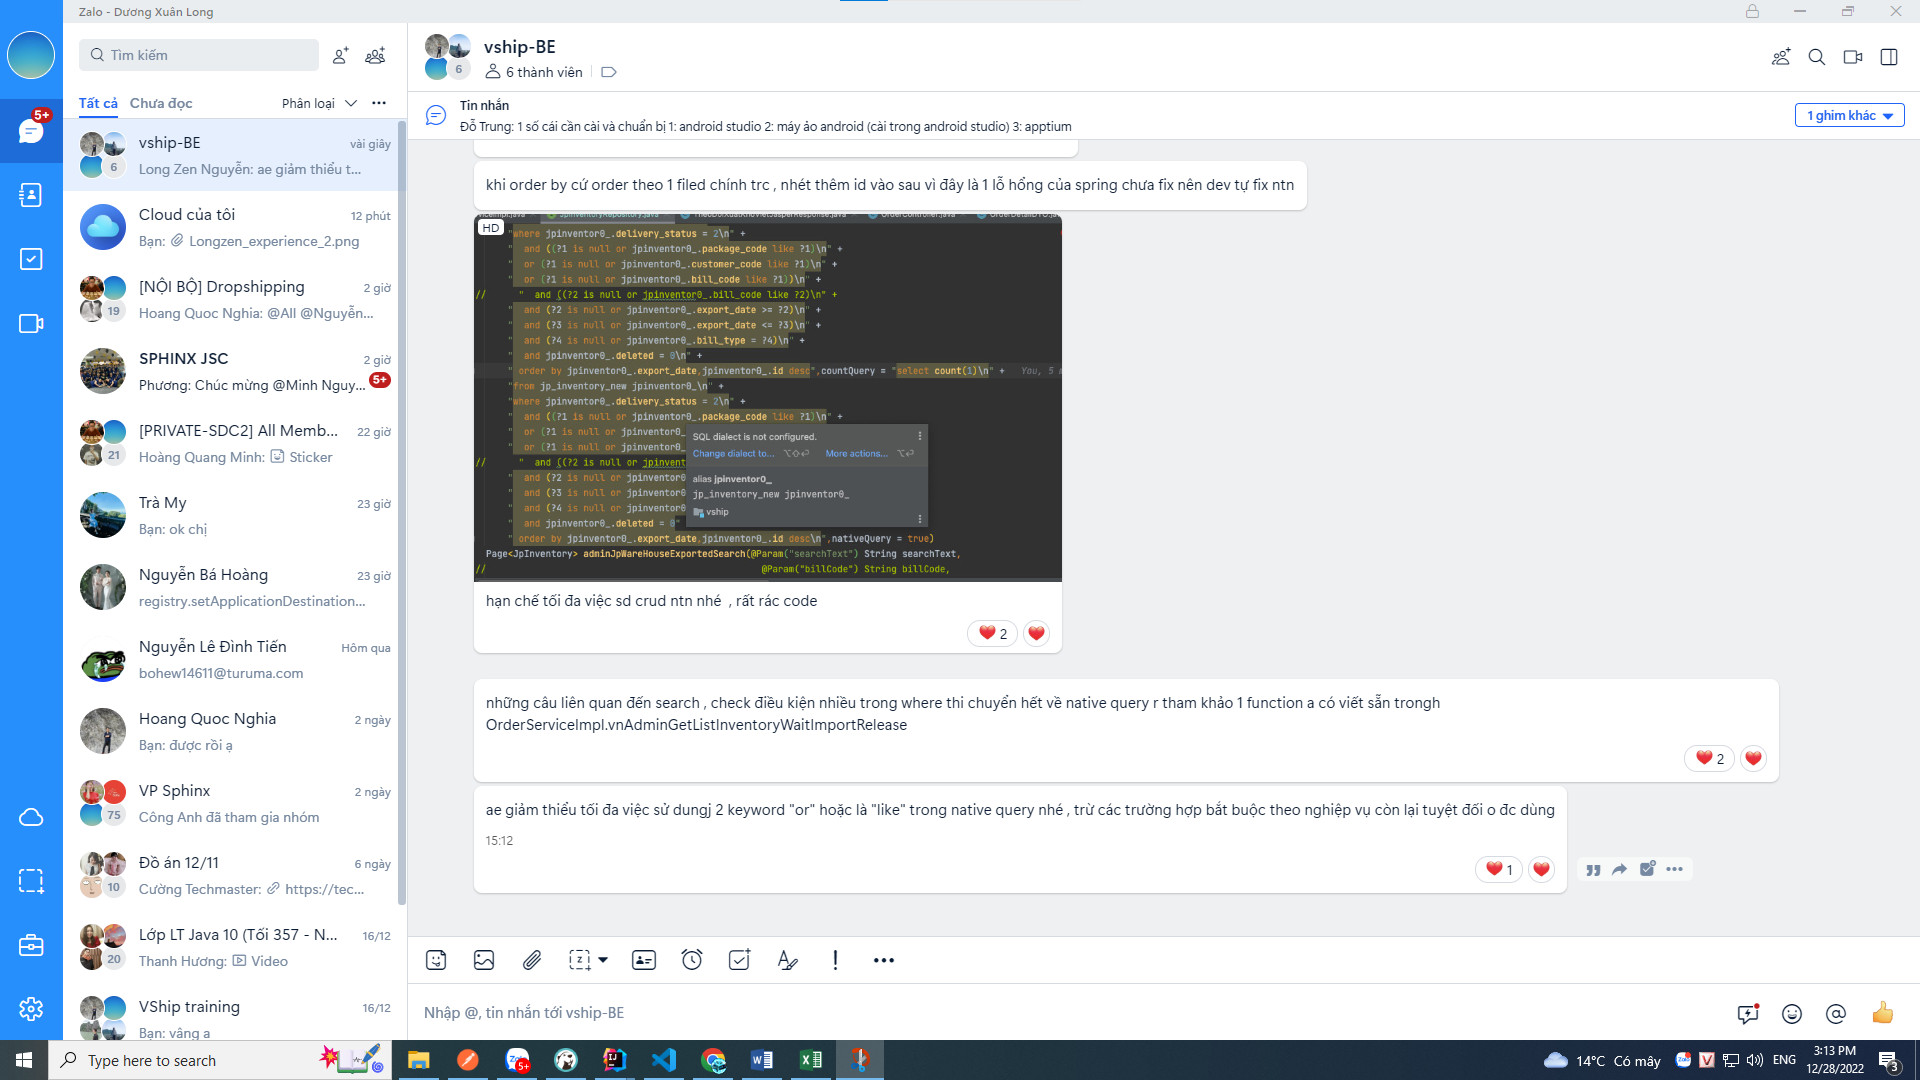 Zalo - Dương Xuân Long
Tìm kiếm
Tất cả Chưa đọc Phân loại
5+
vship-BE vài giây
6 Long Zen Nguyễn: ae giảm thiểu t...
Cloud của tôi 12 phút
Bạn: Longzen_experience_2.png
[NỘI BỘ] Dropshipping 2 giờ
19 Hoang Quoc Nghia: @All @Nguyễn...
SPHINX JSC 2 giờ
Phương: Chúc mừng @Minh Nguy... 5+
[PRIVATE-SDC2] All Memb... 22 giờ
21 Hoàng Quang Minh: Sticker
Trà My 23 giờ
Bạn: ok chị
Nguyễn Bá Hoàng 23 giờ
registry.setApplicationDestination...
Nguyễn Lê Đình Tiến Hôm qua
bohew14611@turuma.com
Hoang Quoc Nghia 2 ngày
Bạn: được rồi ạ
VP Sphinx 2 ngày
75 Công Anh đã tham gia nhóm
Đồ án 12/11 6 ngày
10 Cường Techmaster: https://tec...
Lớp LT Java 10 (Tối 357 - N... 16/12
20 Thanh Hương: Video
VShip training 16/12
Bạn: vâng ạ
vship-BE
6 6 thành viên
Tin nhắn
Đỗ Trung: 1 số cái cần cài và chuẩn bị 1: android studio 2: máy ảo android (cài trong android studio) 3: apptium
1 ghim khác
khi order by cứ order theo 1 filed chính trc , nhét thêm id vào sau vì đây là 1 lỗ hổng của spring chưa fix nên dev tự fix ntn
HD
"where jpinventor0_.delivery_status = 2\n" +
" and ((?1 is null or jpinventor0_.package_code like ?1)\n" +
" or (?1 is null or jpinventor0_.customer_code like ?1)\n" +
" or (?1 is null or jpinventor0_.bill_code like ?1))\n" +
// " and ((?2 is null or jpinventor0_.bill_code like ?2)\n" +
" and (?2 is null or jpinventor0_.export_date >= ?2)\n" +
" and (?3 is null or jpinventor0_.export_date <= ?3)\n" +
" and (?4 is null or jpinventor0_.bill_type = ?4)\n" +
" and jpinventor0_.deleted = 0\n" +
" order by jpinventor0_.export_date,jpinventor0_.id desc",countQuery = "select count(1)\n" + You, 5
"from jp_inventory_new jpinventor0_\n" +
"where jpinventor0_.delivery_status = 2\n" +
" and ((?1 is null or jpinventor0_.package_code like ?1)\n" +
" or (?1 is null or jpinventor0_
" or (?1 is null or jpinventor0_
// " and ((?2 is null or jpinvent
" and (?2 is null or jpinventor0
" and (?3 is null or jpinventor0
" and (?4 is null or jpinventor0
" and jpinventor0_.deleted = 0"
" order by jpinventor0_.export_date,jpinventor0_.id desc\n",nativeQuery = true)
Page<JpInventory> adminJpWareHouseExportedSearch(@Param("searchText") String searchText,
// @Param("billCode") String billCode,
SQL dialect is not configured.
Change dialect to... More actions...
alias jpinventor0_
jp_inventory_new jpinventor0_
vship
hạn chế tối đa việc sd crud ntn nhé , rất rác code
2
những câu liên quan đến search , check điều kiện nhiều trong where thi chuyển hết về native query r tham khảo 1 function a có viết sẵn trongh
OrderServiceImpl.vnAdminGetListInventoryWaitImportRelease
2
ae giảm thiểu tối đa việc sử dungj 2 keyword "or" hoặc là "like" trong native query nhé , trừ các trường hợp bắt buộc theo nghiệp vụ còn lại tuyệt đối o đc dùng
15:12
1
Nhập @, tin nhắn tới vship-BE
Type here to search
Zalo 5+
14°C Có mây
ENG
3:13 PM
12/28/2022
3